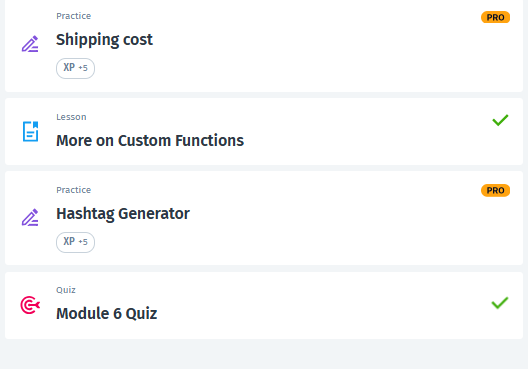 Practice
PRO
Shipping cost
XP +5
Lesson
More on Custom Functions
Practice
PRO
Hashtag Generator
XP +5
Quiz
Module 6 Quiz